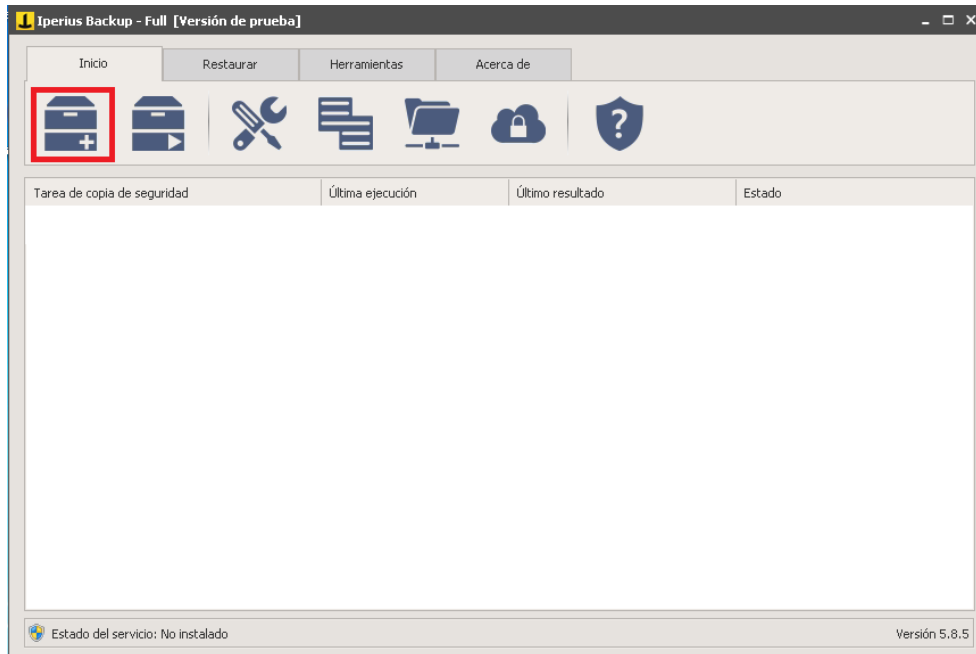 Iperius Backup - Full [Versión de prueba]
Inicio Restaurar Herramientas Acerca de
Tarea de copia de seguridad Última ejecución Último resultado Estado
Estado del servicio: No instalado Versión 5.8.5